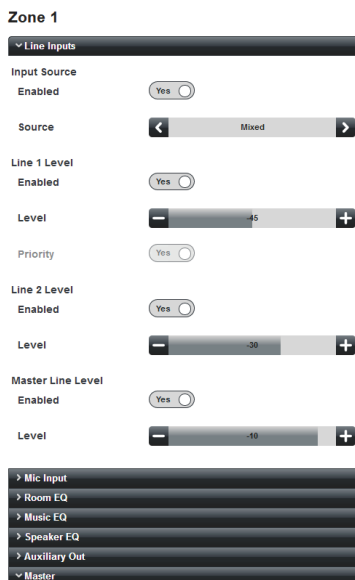 Zone 1
Line Inputs
Input Source
Enabled Yes
Source Mixed
Line 1 Level
Enabled Yes
Level -45
Priority Yes
Line 2 Level
Enabled Yes
Level -30
Master Line Level
Enabled Yes
Level -10
Mic Input
Room EQ
Music EQ
Speaker EQ
Auxiliary Out
Master